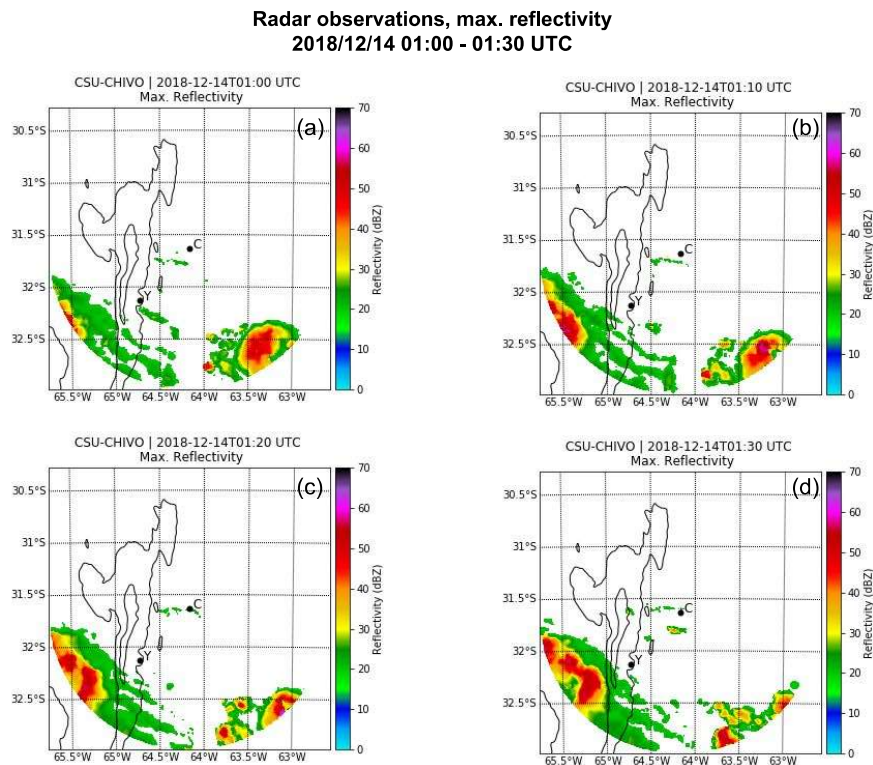 Radar observations, max. reflectivity
2018/12/14 01:00 - 01:30 UTC
CSU-CHIVO | 2018-12-14T01:00 UTC
Max. Reflectivity
(a)
30.5°S
31°S
31.5°S
32°S
32.5°S
C
Y
65.5°W 65°W 64.5°W 64°W 63.5°W 63°W
70
60
50
40
30
20
10
0
Reflectivity (dBZ)
CSU-CHIVO | 2018-12-14T01:10 UTC
Max. Reflectivity
(b)
30.5°S
31°S
31.5°S
32°S
32.5°S
C
Y
65.5°W 65°W 64.5°W 64°W 63.5°W 63°W
70
60
50
40
30
20
10
0
Reflectivity (dBZ)
CSU-CHIVO | 2018-12-14T01:20 UTC
Max. Reflectivity
(c)
30.5°S
31°S
31.5°S
32°S
32.5°S
C
Y
65.5°W 65°W 64.5°W 64°W 63.5°W 63°W
70
60
50
40
30
20
10
0
Reflectivity (dBZ)
CSU-CHIVO | 2018-12-14T01:30 UTC
Max. Reflectivity
(d)
30.5°S
31°S
31.5°S
32°S
32.5°S
C
Y
65.5°W 65°W 64.5°W 64°W 63.5°W 63°W
70
60
50
40
30
20
10
0
Reflectivity (dBZ)